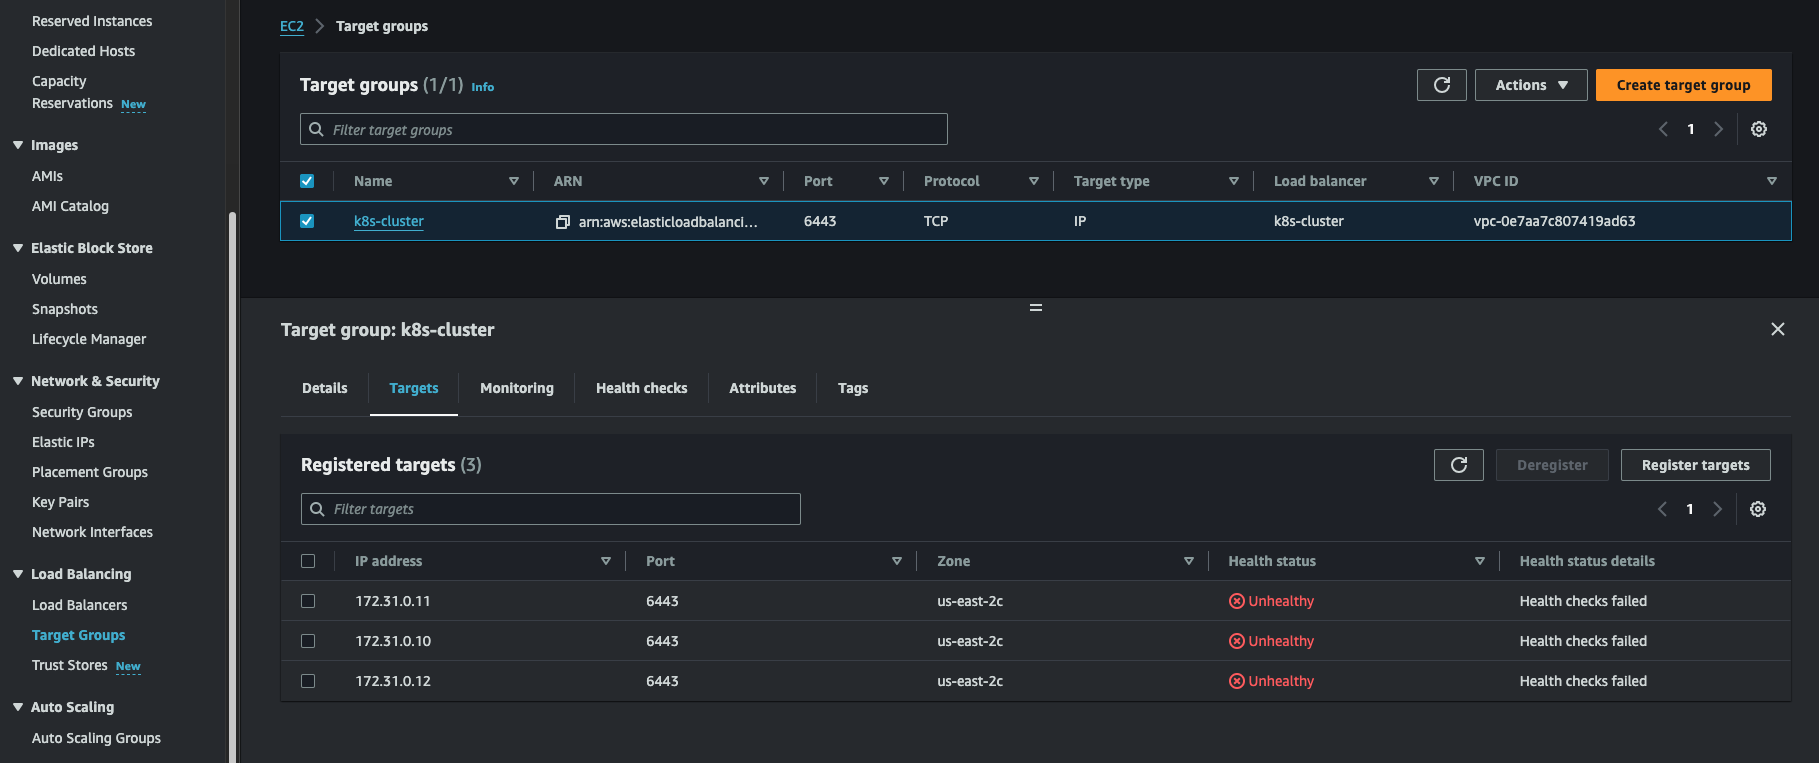 Reserved Instances
Dedicated Hosts
Capacity
Reservations New
Images
AMIs
AMI Catalog
Elastic Block Store
Volumes
Snapshots
Lifecycle Manager
Network & Security
Security Groups
Elastic IPs
Placement Groups
Key Pairs
Network Interfaces
Load Balancing
Load Balancers
Target Groups
Trust Stores New
Auto Scaling
Auto Scaling Groups
EC2 Target groups
Target groups (1/1) Info
Actions
Create target group
Filter target groups
1
Name ARN Port Protocol Target type Load balancer VPC ID
k8s-cluster arn:aws:elasticloadbalanci... 6443 TCP IP k8s-cluster vpc-0e7aa7c807419ad63
Target group: k8s-cluster
Details Targets Monitoring Health checks Attributes Tags
Registered targets (3)
Deregister
Register targets
Filter targets
1
IP address Port Zone Health status Health status details
172.31.0.11 6443 us-east-2c Unhealthy Health checks failed
172.31.0.10 6443 us-east-2c Unhealthy Health checks failed
172.31.0.12 6443 us-east-2c Unhealthy Health checks failed